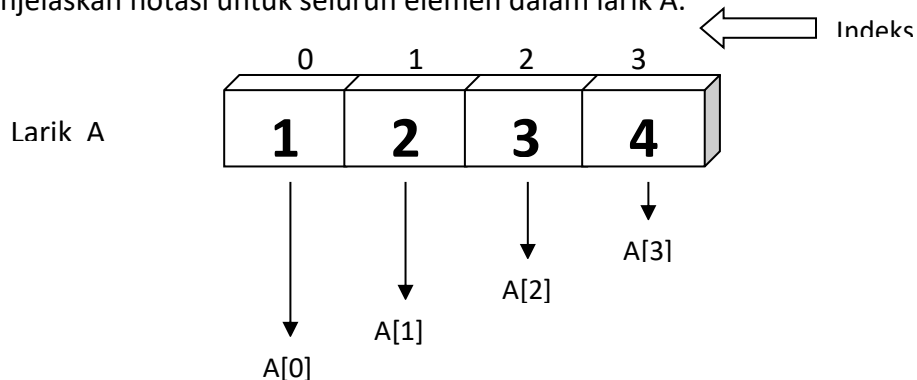 njelaskan notasi untuk seluruh elemen dalam larik A.
Indeks
0 1 2 3
Larik A
1 2 3 4
A[3]
A[2]
A[1]
A[0]